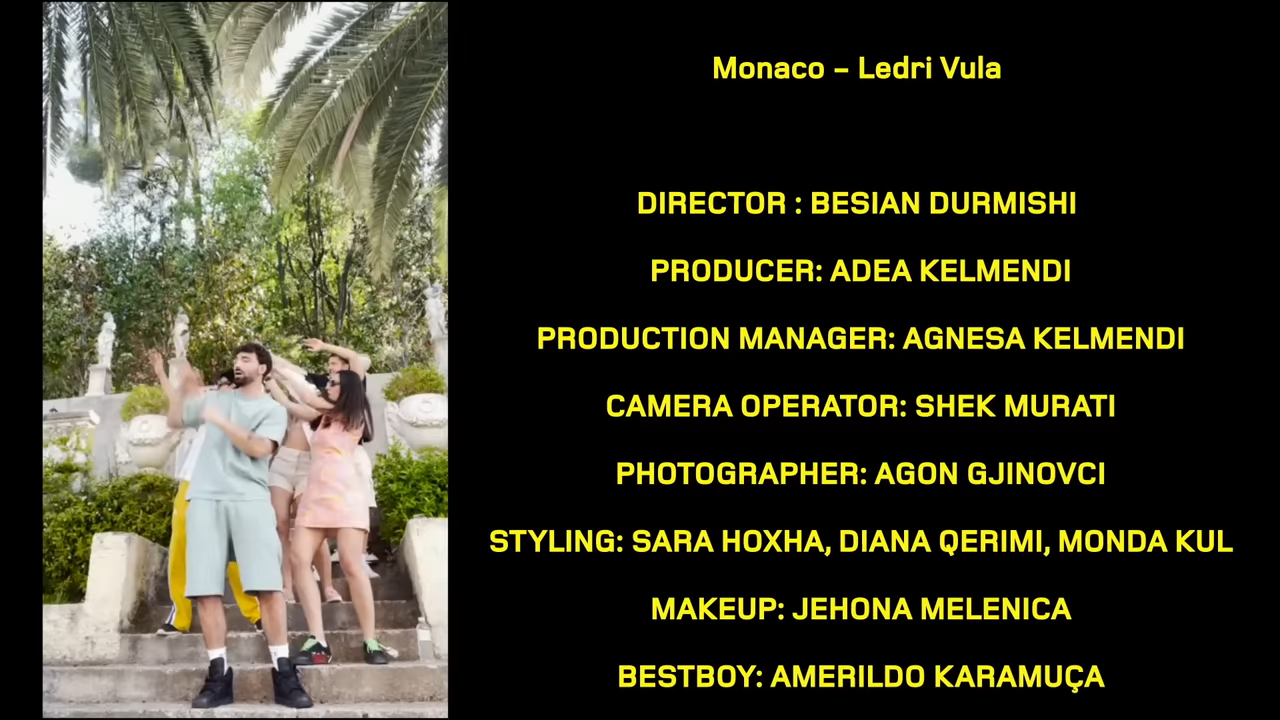 Monaco – Ledri Vula
DIRECTOR : BESIAN DURMISHI
PRODUCER: ADEA KELMENDI
PRODUCTION MANAGER: AGNESA KELMENDI
CAMERA OPERATOR: SHEK MURATI
PHOTOGRAPHER: AGON GJINOVCI
STYLING: SARA HOXHA, DIANA QERIMI, MONDA KUL
MAKEUP: JEHONA MELENICA
BESTBOY: AMERILDO KARAMUÇA